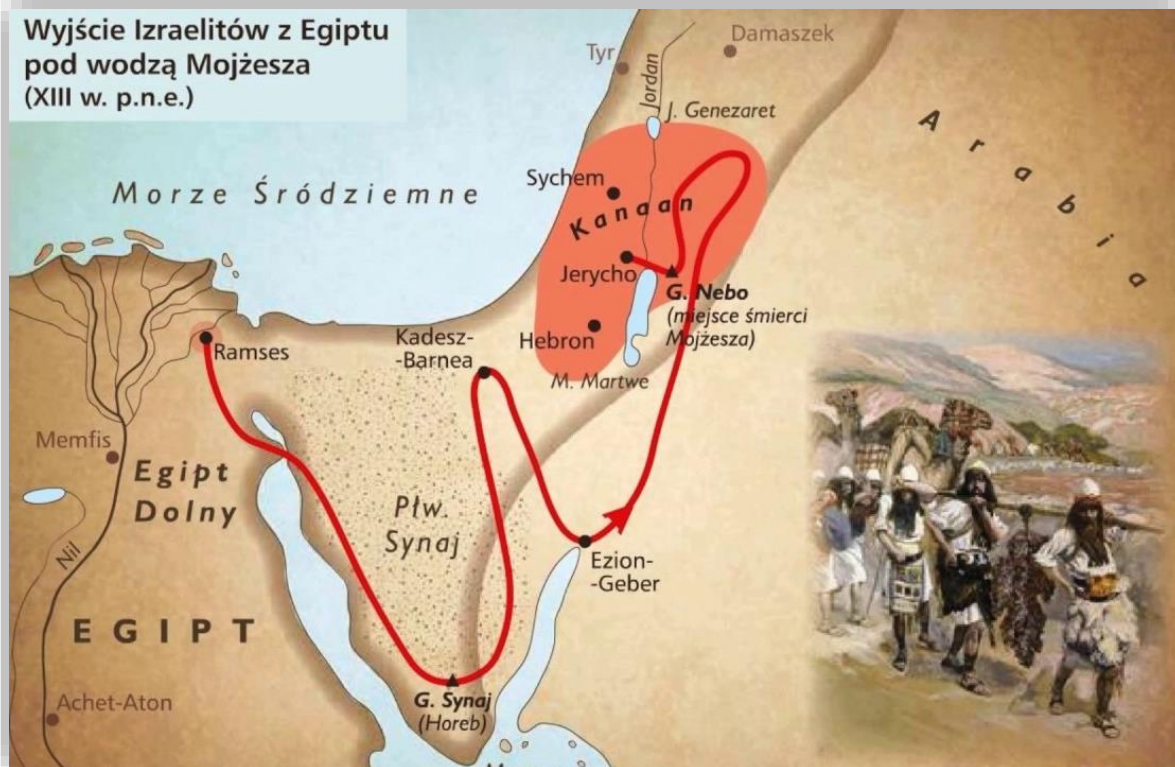 Wyjście Izraelitów z Egiptu
pod wodzą Mojżesza
(XIII w. p.n.e.)
Damaszek
Tyr
Jordan
J. Genezaret
Arabia
Morze Śródziemne
Sychem
Kanaan
Jerycho
G. Nebo
(miejsce śmierci
Mojżesza)
Hebron
M. Martwe
Kadesz-
-Barnea
Ramses
Memfis
Egipt
Dolny
Płw.
Synaj
Nil
Ezion-
-Geber
EGIPT
G. Synaj
(Horeb)
Achet-Aton